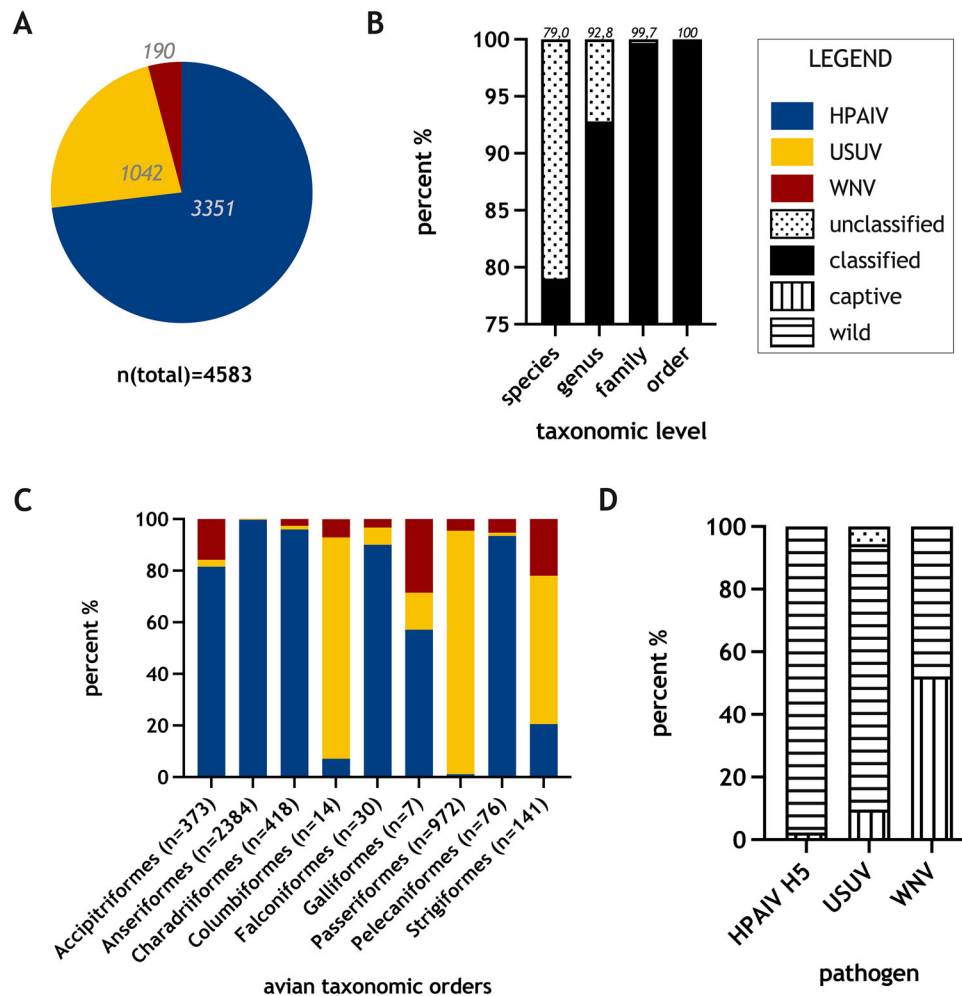 A
190
1042
3351
n(total)=4583
B
79,0 92,8 99,7 100
100
95
90
85
80
75
percent %
species
genus
family
order
taxonomic level
LEGEND
HPAIV
USUV
WNV
unclassified
classified
captive
wild
C
100
80
60
40
20
0
percent %
Accipitriformes (n=373)
Anseriformes (n=2384)
Charadriiformes (n=418)
Columbiformes (n=14)
Falconiformes (n=30)
Galliformes (n=7)
Passeriformes (n=972)
Pelecaniformes (n=76)
Strigiformes (n=141)
avian taxonomic orders
D
100
80
60
40
20
0
percent %
HPAIV H5
USUV
WNV
pathogen